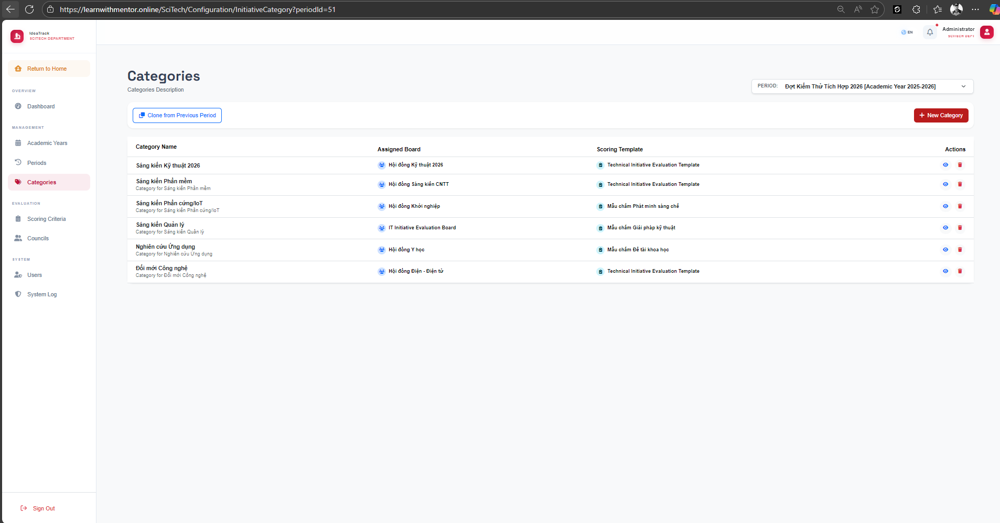 https://learnwithmentor.online/SciTech/Configuration/InitiativeCategory?periodId=51
IdeaTrack
SCITECH DEPARTMENT
EN
Administrator
SCITECH DEPT
Return to Home
OVERVIEW
Dashboard
MANAGEMENT
Academic Years
Periods
Categories
EVALUATION
Scoring Criteria
Councils
SYSTEM
Users
System Log
Sign Out
Categories
Categories Description
PERIOD: Đợt Kiểm Thử Tích Hợp 2026 [Academic Year 2025-2026]
Clone from Previous Period
New Category
Category Name Assigned Board Scoring Template Actions
Sáng kiến Kỹ thuật 2026 Hội đồng Kỹ thuật 2026 Technical Initiative Evaluation Template
Sáng kiến Phần mềm Hội đồng Sáng kiến CNTT Technical Initiative Evaluation Template
Category for Sáng kiến Phần mềm
Sáng kiến Phần cứng/IoT Hội đồng Khởi nghiệp Mẫu chấm Phát minh sáng chế
Category for Sáng kiến Phần cứng/IoT
Sáng kiến Quản lý IT Initiative Evaluation Board Mẫu chấm Giải pháp kỹ thuật
Category for Sáng kiến Quản lý
Nghiên cứu Ứng dụng Hội đồng Y học Mẫu chấm Đề tài khoa học
Category for Nghiên cứu Ứng dụng
Đổi mới Công nghệ Hội đồng Điện - Điện tử Technical Initiative Evaluation Template
Category for Đổi mới Công nghệ